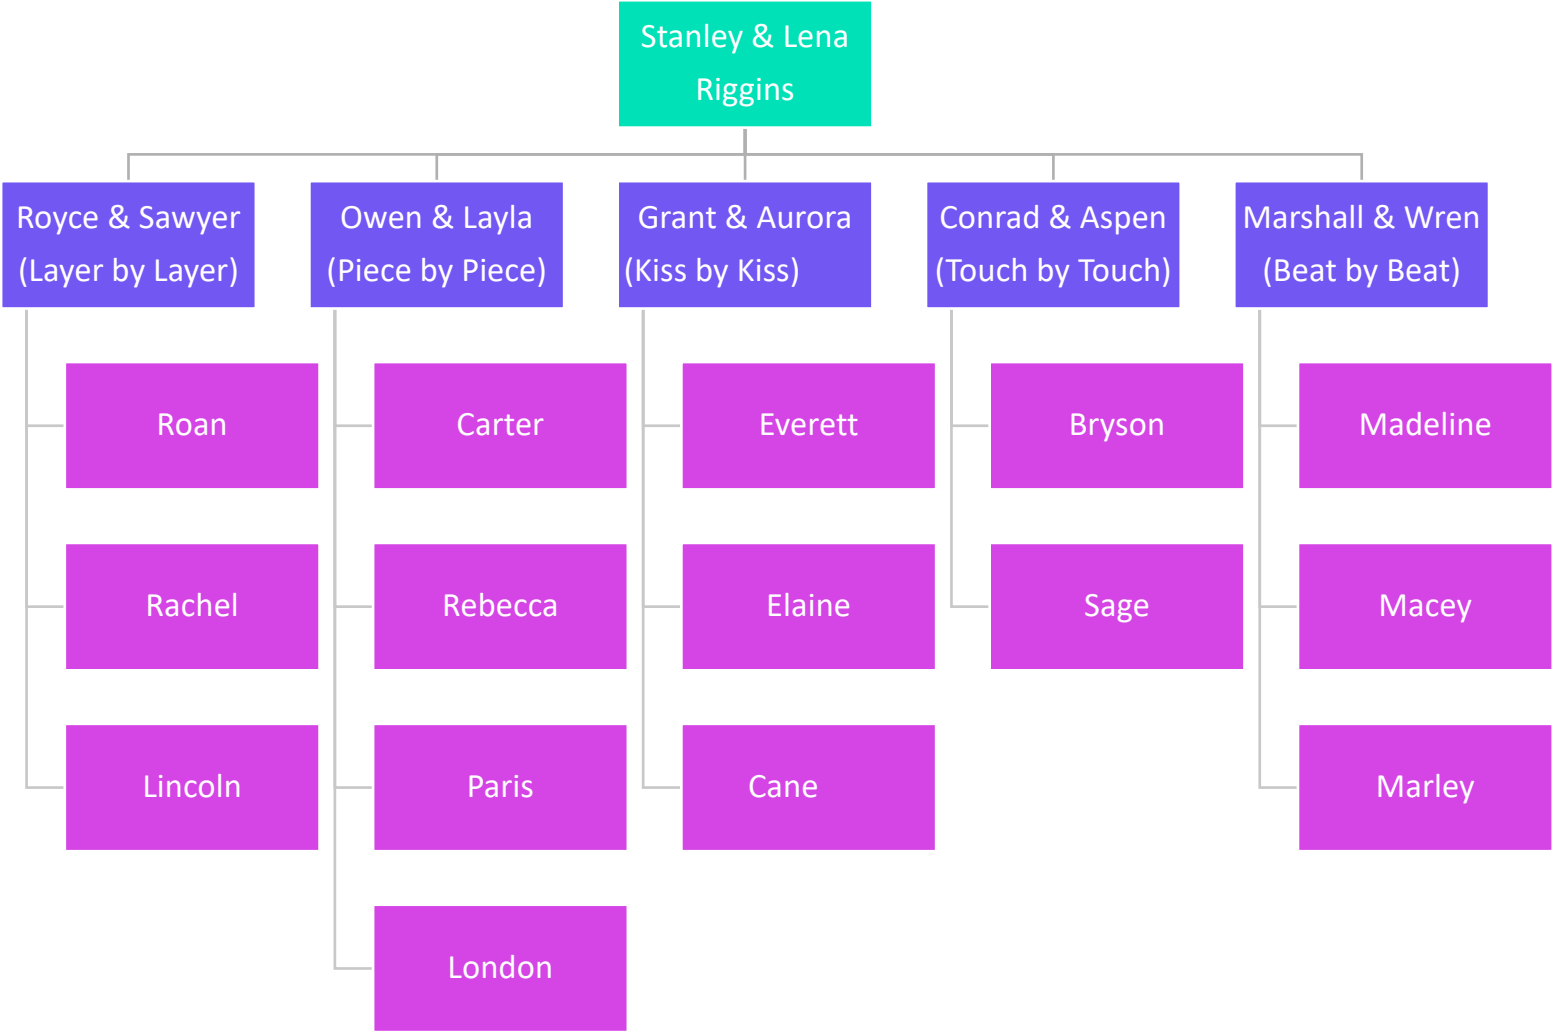 Stanley & Lena
Riggins
Royce & Sawyer
(Layer by Layer)
Owen & Layla
(Piece by Piece)
Grant & Aurora
(Kiss by Kiss)
Conrad & Aspen
(Touch by Touch)
Marshall & Wren
(Beat by Beat)
Roan
Carter
Everett
Bryson
Madeline
Rachel
Rebecca
Elaine
Sage
Macey
Lincoln
Paris
Cane
Marley
London